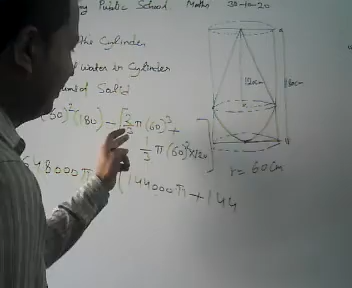 Public School. Maths 30-10-20
The Cylinder
water in Cylinder
of Solid
(60)²(180) - [2/3 π(60)³ +
1/3 π(60)²×120]
648000π (144000π + 144
120cm
180cm
r = 60cm